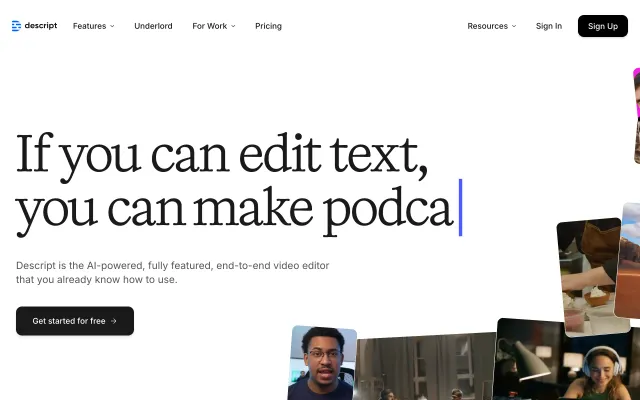 descript
Features
Underlord
For Work
Pricing
Resources
Sign In
Sign Up
If you can edit text,
you can make podca
Descript is the AI-powered, fully featured, end-to-end video editor
that you already know how to use.
Get started for free →